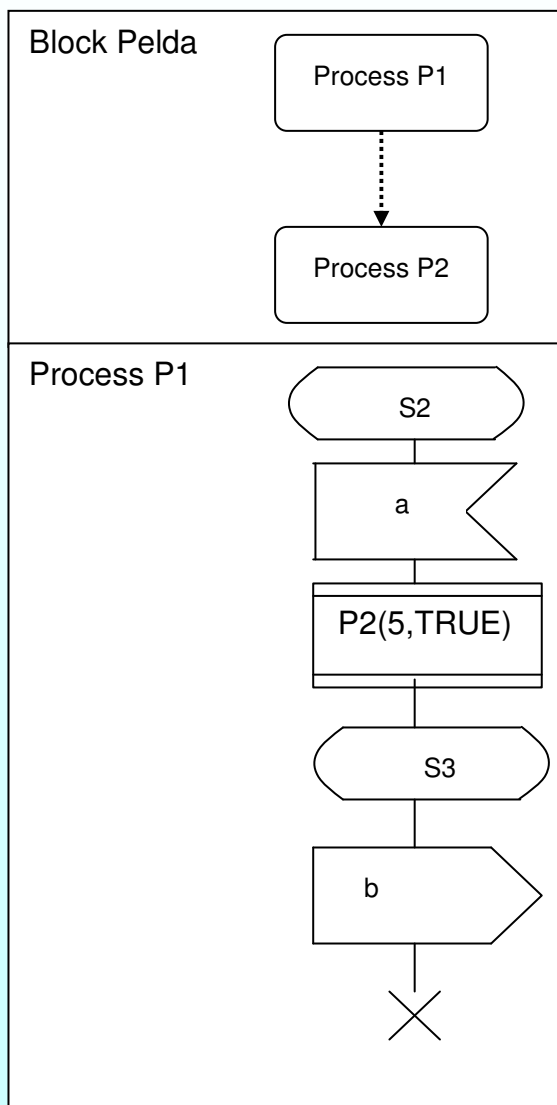 Block Pelda
Process P1
Process P2
Process P1
S2
a
P2(5,TRUE)
S3
b